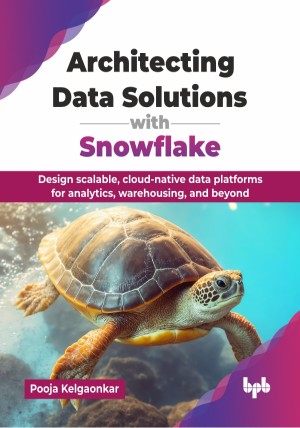 Architecting
Data Solutions
with
Snowflake
Design scalable, cloud-native data platforms
for analytics, warehousing, and beyond
Pooja Kelgaonkar
bpb